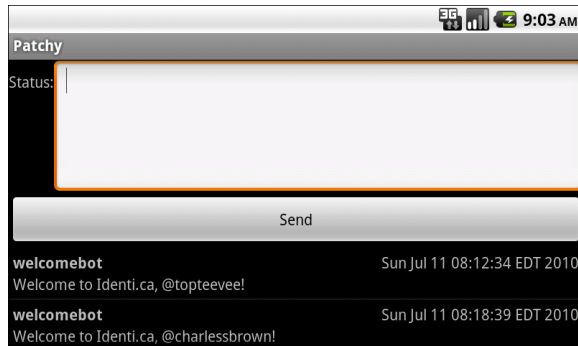 3G 9:03 AM
Patchy
Status:
Send
welcomebot Sun Jul 11 08:12:34 EDT 2010
Welcome to Identi.ca, @topteevee!
welcomebot Sun Jul 11 08:18:39 EDT 2010
Welcome to Identi.ca, @charlessbrown!